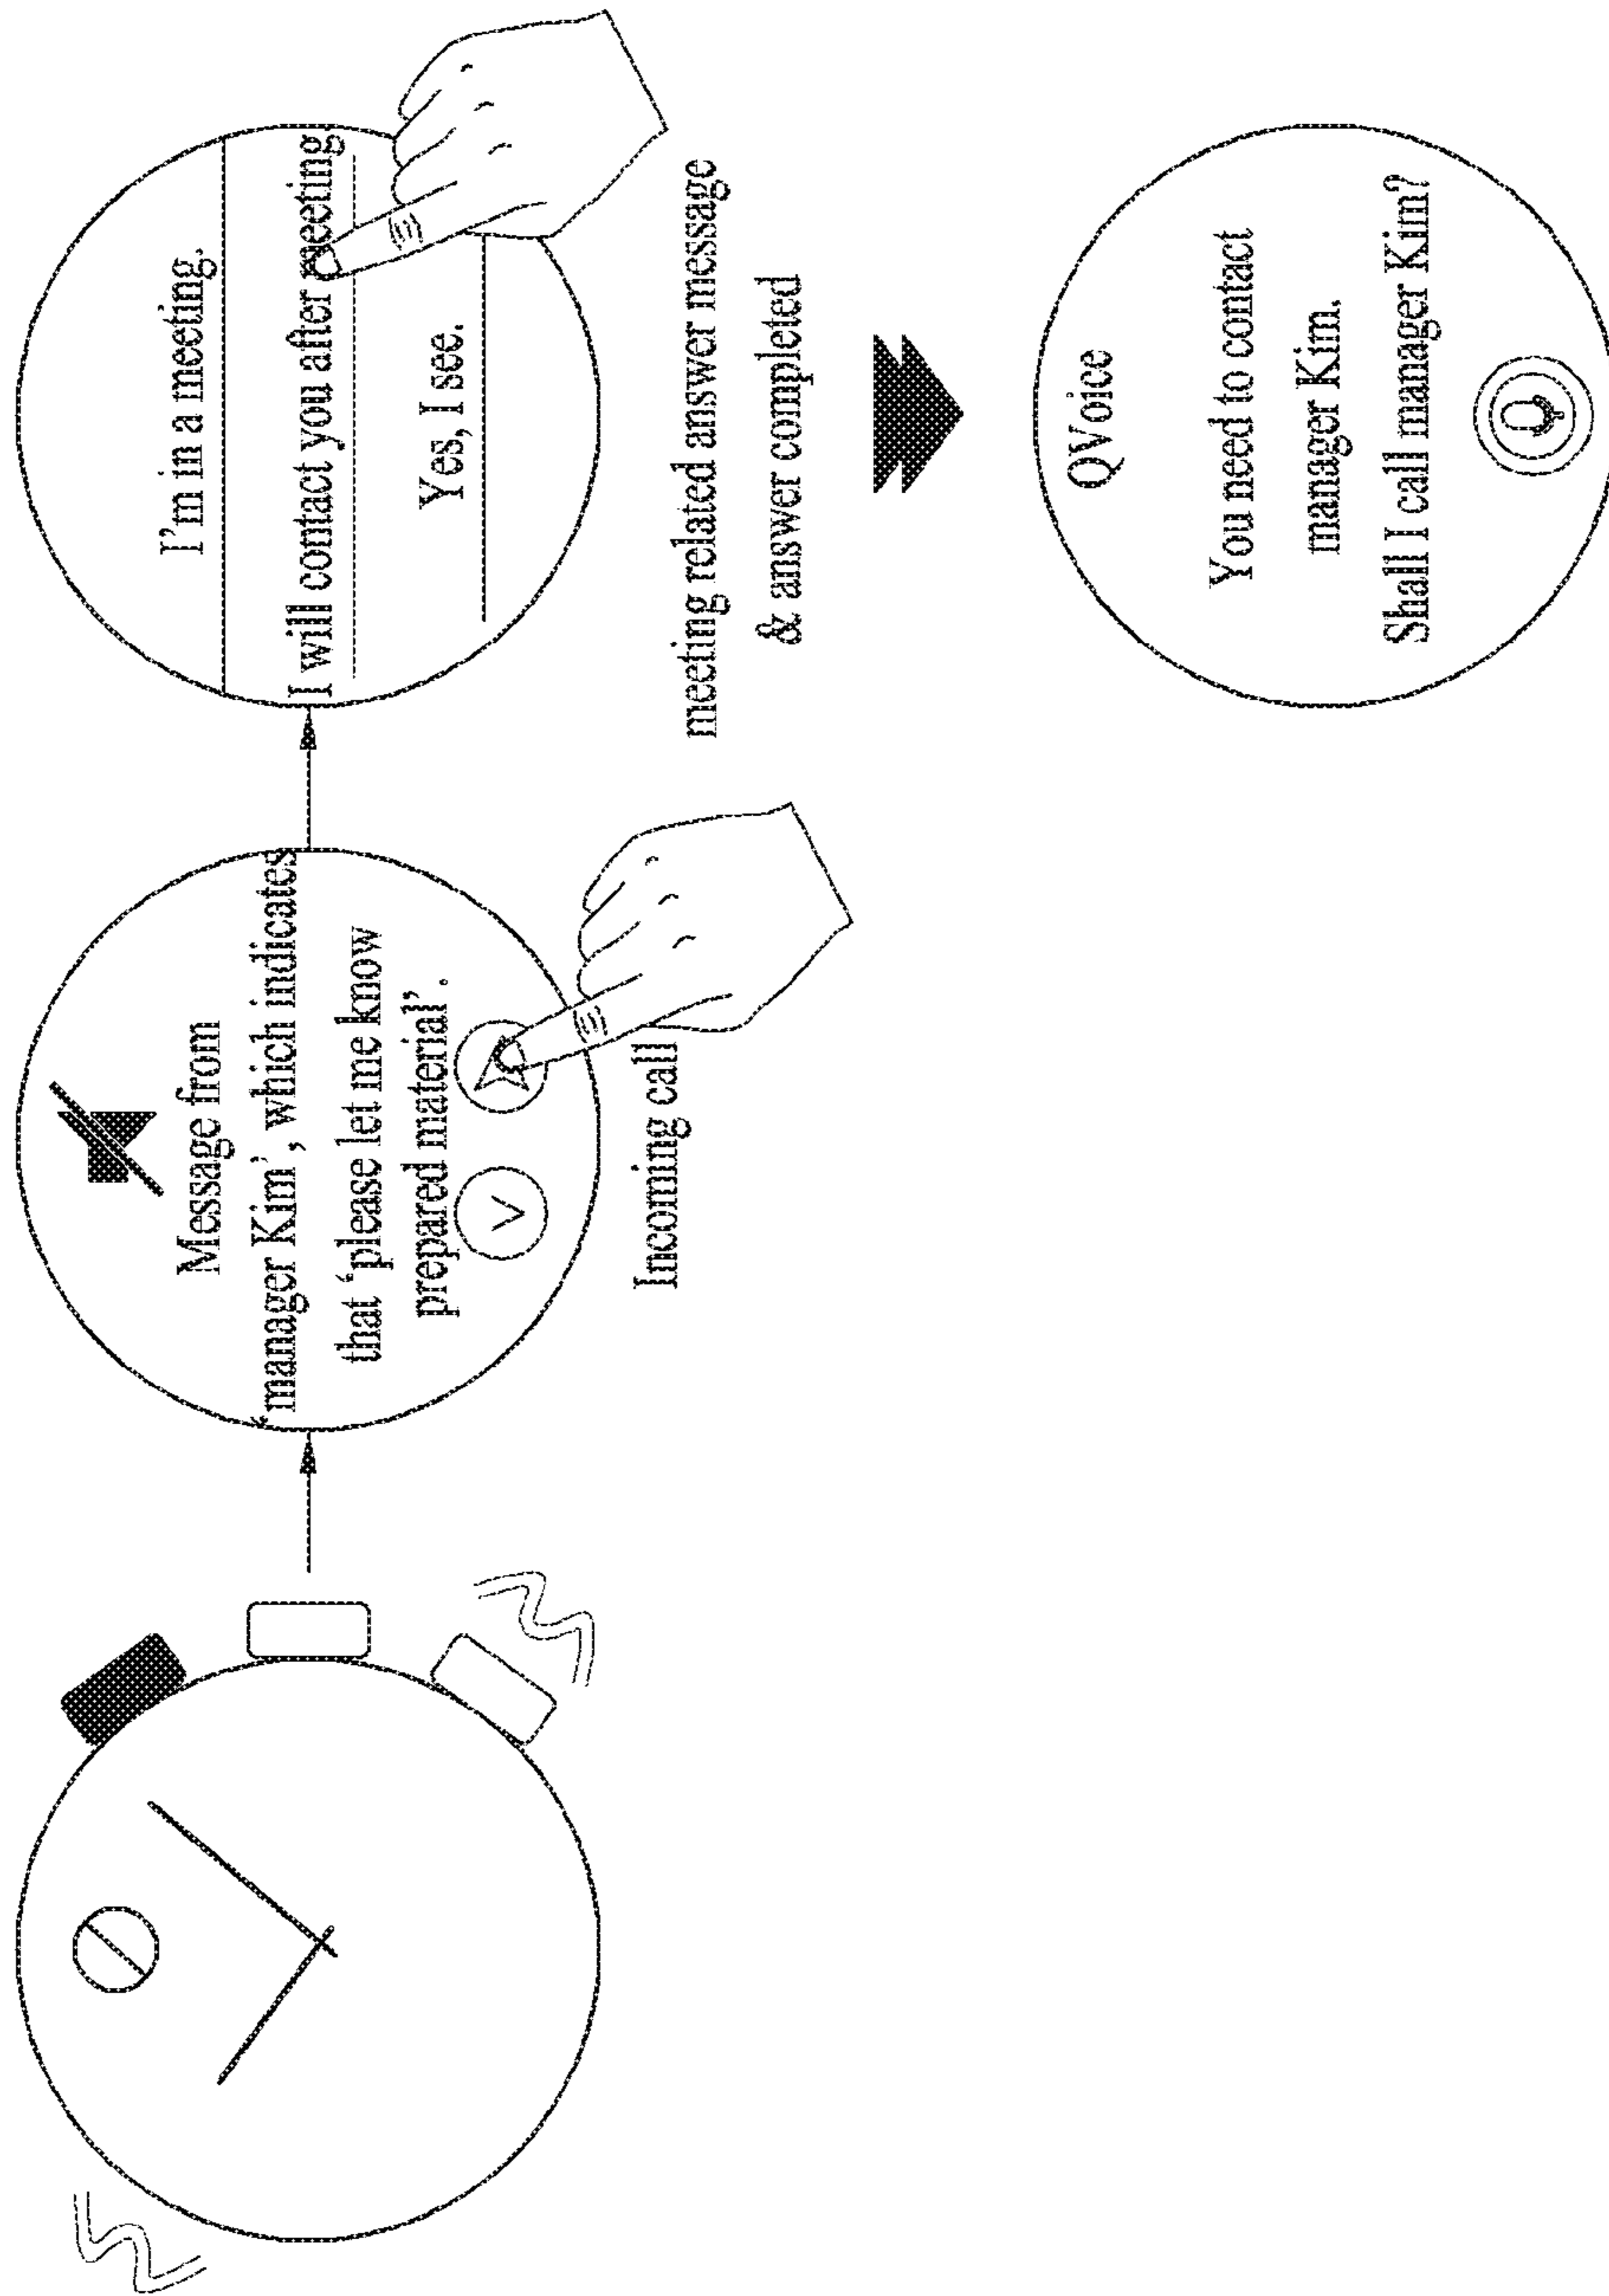 Message from
‘manager Kim’, which indicates
that ‘please let me know
prepared material’.
Incoming call
I'm in a meeting.
I will contact you after meeting.
Yes, I see.
meeting related answer message
& answer completed
QVoice
You need to contact
manager Kim.
Shall I call manager Kim?